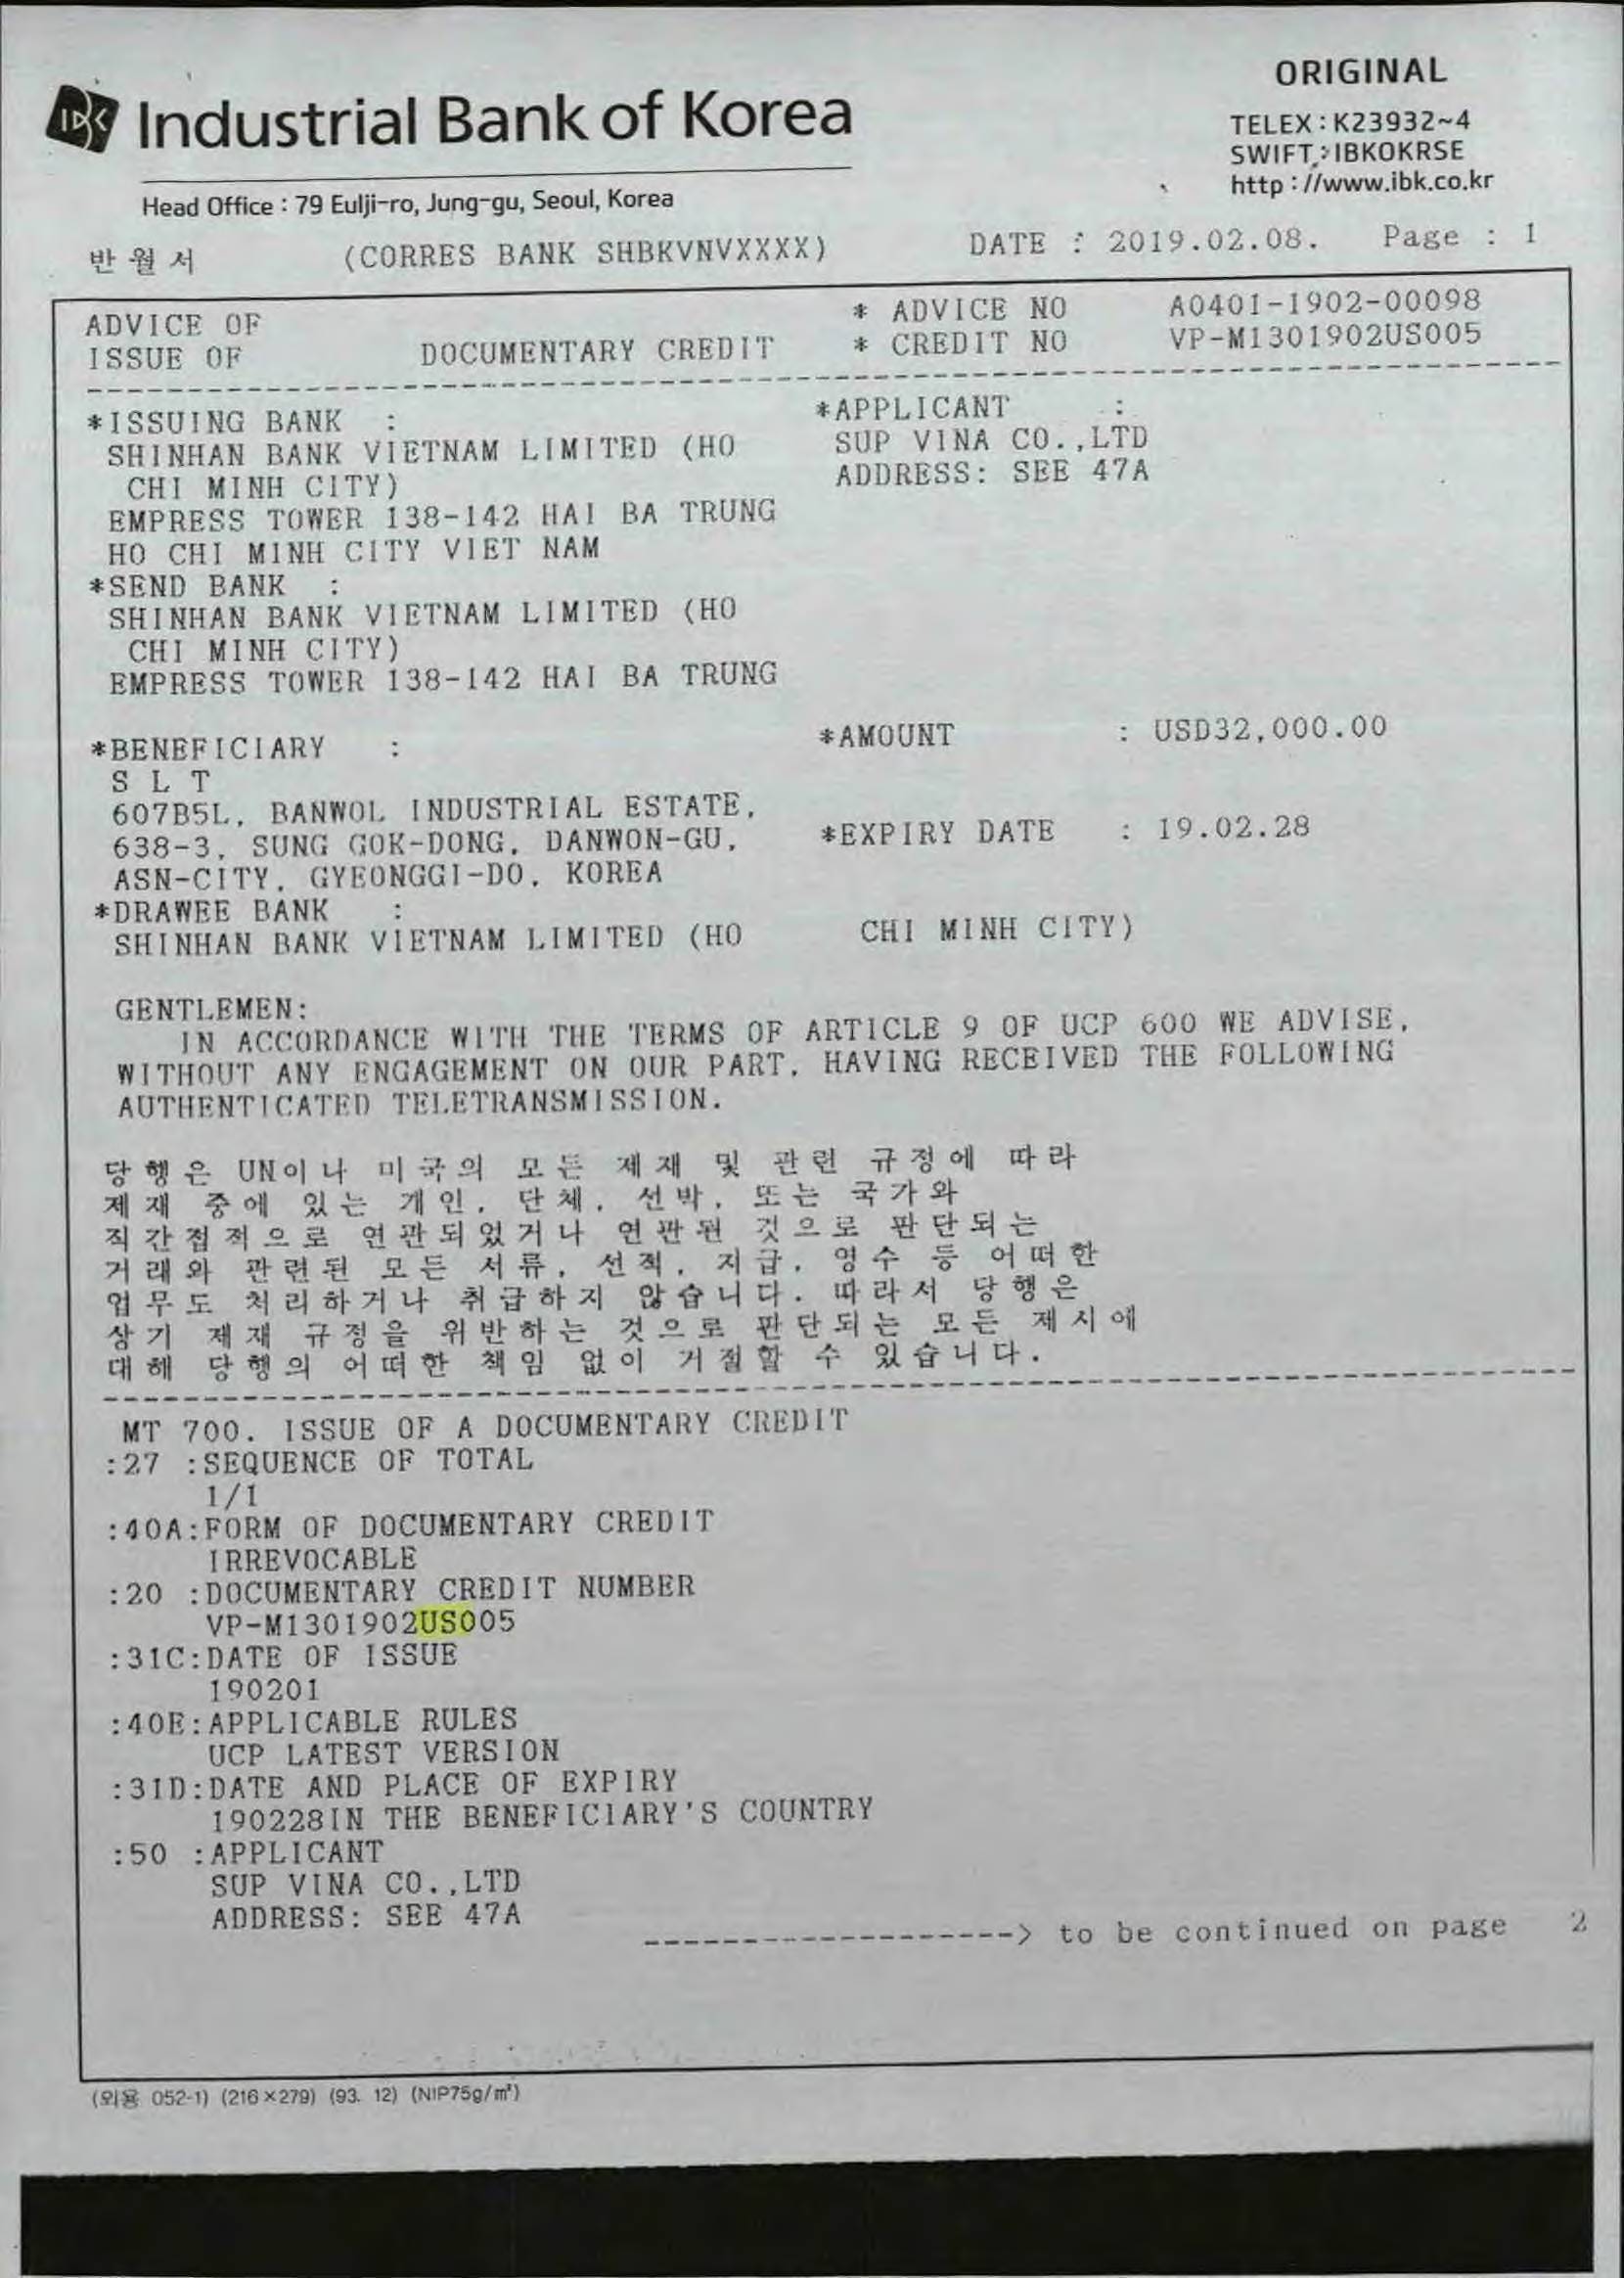 IBK Industrial Bank of Korea
ORIGINAL
TELEX : K23932~4
SWIFT : IBKOKRSE
http : //www.ibk.co.kr
Head Office : 79 Eulji-ro, Jung-gu, Seoul, Korea
반월서 (CORRES BANK SHBKVNVXXXX) DATE : 2019.02.08. Page : 1
ADVICE OF * ADVICE NO A0401-1902-00098
ISSUE OF DOCUMENTARY CREDIT * CREDIT NO VP-M1301902US005
*ISSUING BANK : *APPLICANT :
SHINHAN BANK VIETNAM LIMITED (HO SUP VINA CO.,LTD
CHI MINH CITY) ADDRESS: SEE 47A
EMPRESS TOWER 138-142 HAI BA TRUNG
HO CHI MINH CITY VIET NAM
*SEND BANK :
SHINHAN BANK VIETNAM LIMITED (HO
CHI MINH CITY)
EMPRESS TOWER 138-142 HAI BA TRUNG
*BENEFICIARY : *AMOUNT : USD32,000.00
S L T
607B5L, BANWOL INDUSTRIAL ESTATE,
638-3, SUNG GOK-DONG, DANWON-GU, *EXPIRY DATE : 19.02.28
ASN-CITY, GYEONGGI-DO, KOREA
*DRAWEE BANK :
SHINHAN BANK VIETNAM LIMITED (HO CHI MINH CITY)
GENTLEMEN:
IN ACCORDANCE WITH THE TERMS OF ARTICLE 9 OF UCP 600 WE ADVISE,
WITHOUT ANY ENGAGEMENT ON OUR PART, HAVING RECEIVED THE FOLLOWING
AUTHENTICATED TELETRANSMISSION.
당행은 UN이나 미국의 모든 제재 및 관련 규정에 따라
제재 중에 있는 개인, 단체, 선박, 또는 국가와
직간접적으로 연관되었거나 연관된 것으로 판단되는
거래와 관련된 모든 서류, 선적, 지급, 영수 등 어떠한
업무도 처리하거나 취급하지 않습니다. 따라서 당행은
상기 제재 규정을 위반하는 것으로 판단되는 모든 제시에
대해 당행의 어떠한 책임 없이 거절할 수 있습니다.
MT 700. ISSUE OF A DOCUMENTARY CREDIT
:27 :SEQUENCE OF TOTAL
1/1
:40A:FORM OF DOCUMENTARY CREDIT
IRREVOCABLE
:20 :DOCUMENTARY CREDIT NUMBER
VP-M1301902US005
:31C:DATE OF ISSUE
190201
:40E:APPLICABLE RULES
UCP LATEST VERSION
:31D:DATE AND PLACE OF EXPIRY
190228IN THE BENEFICIARY'S COUNTRY
:50 :APPLICANT
SUP VINA CO.,LTD
ADDRESS: SEE 47A
-------------------> to be continued on page 2
(외용 052-1) (216×279) (93. 12) (NIP75g/㎡)